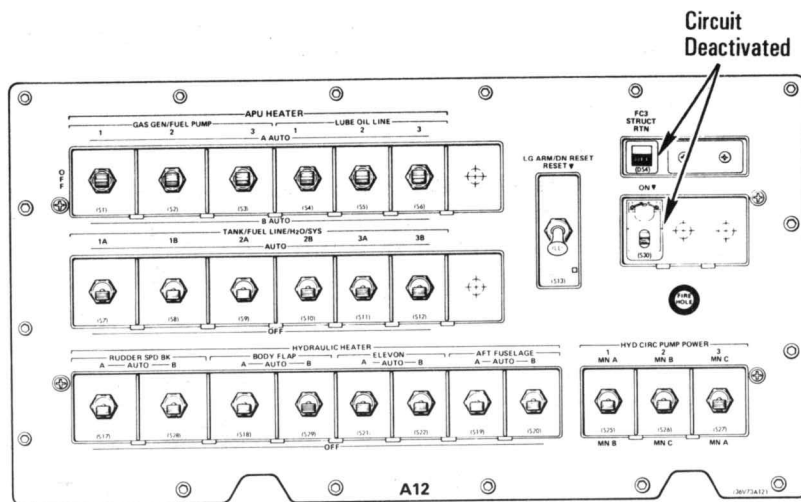 Circuit
Deactivated
APU HEATER
GAS GEN/FUEL PUMP
LUBE OIL LINE
1 2 3 1 2 3
A AUTO
OFF
(S1) (S2) (S3) (S4) (S5) (S6)
B AUTO
LG ARM/DN RESET
RESET ▼
(S13)
FC3
STRUCT
RTN
(DS4)
ON ▼
(S30)
FIRE
HOLE
TANK/FUEL LINE/H₂O/SYS
1A 1B 2A 2B 3A 3B
AUTO
(S7) (S8) (S9) (S10) (S11) (S12)
OFF
HYDRAULIC HEATER
RUDDER SPD BK BODY FLAP ELEVON AFT FUSELAGE
A — AUTO — B A — AUTO — B A — AUTO — B A — AUTO — B
(S17) (S28) (S18) (S29) (S21) (S22) (S19) (S20)
OFF
HYD CIRC PUMP POWER
1 2 3
MN A MN B MN C
(S25) (S26) (S27)
MN B MN C MN A
A12